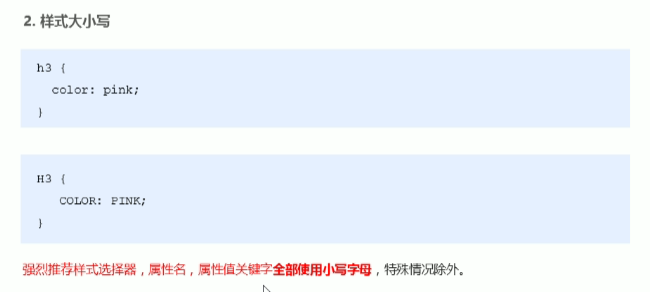 2. 样式大小写
h3 {
  color: pink;
}
H3 {
   COLOR: PINK;
}
强烈推荐样式选择器，属性名，属性值关键字全部使用小写字母，特殊情况除外。